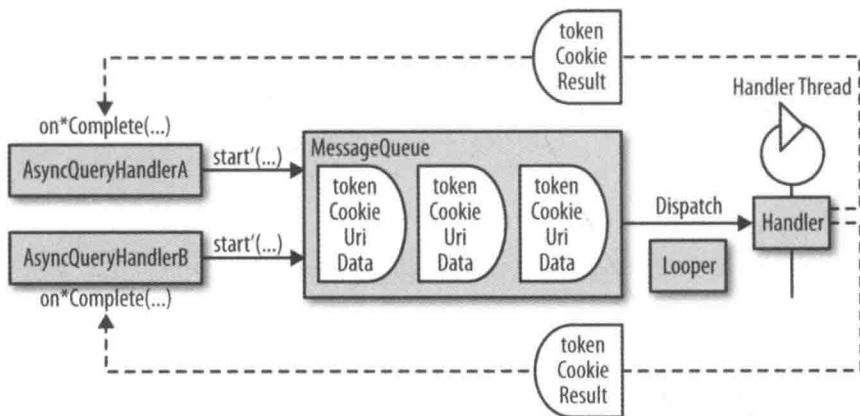 token
Cookie
Result
Handler Thread
on*Complete(...)
AsyncQueryHandlerA
start'(...)
MessageQueue
token
Cookie
Uri
Data
token
Cookie
Uri
Data
token
Cookie
Uri
Data
Dispatch
Handler
Looper
AsyncQueryHandlerB
start'(...)
on*Complete(...)
token
Cookie
Result